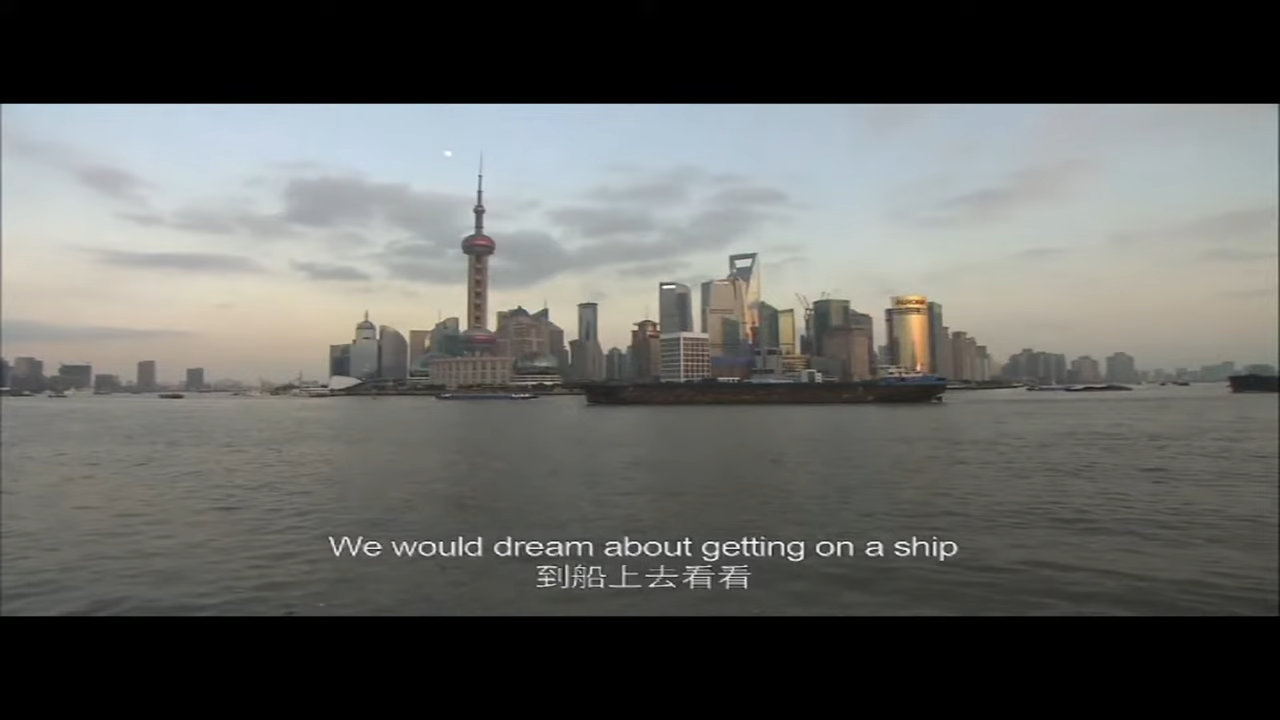 We would dream about getting on a ship
到船上去看看